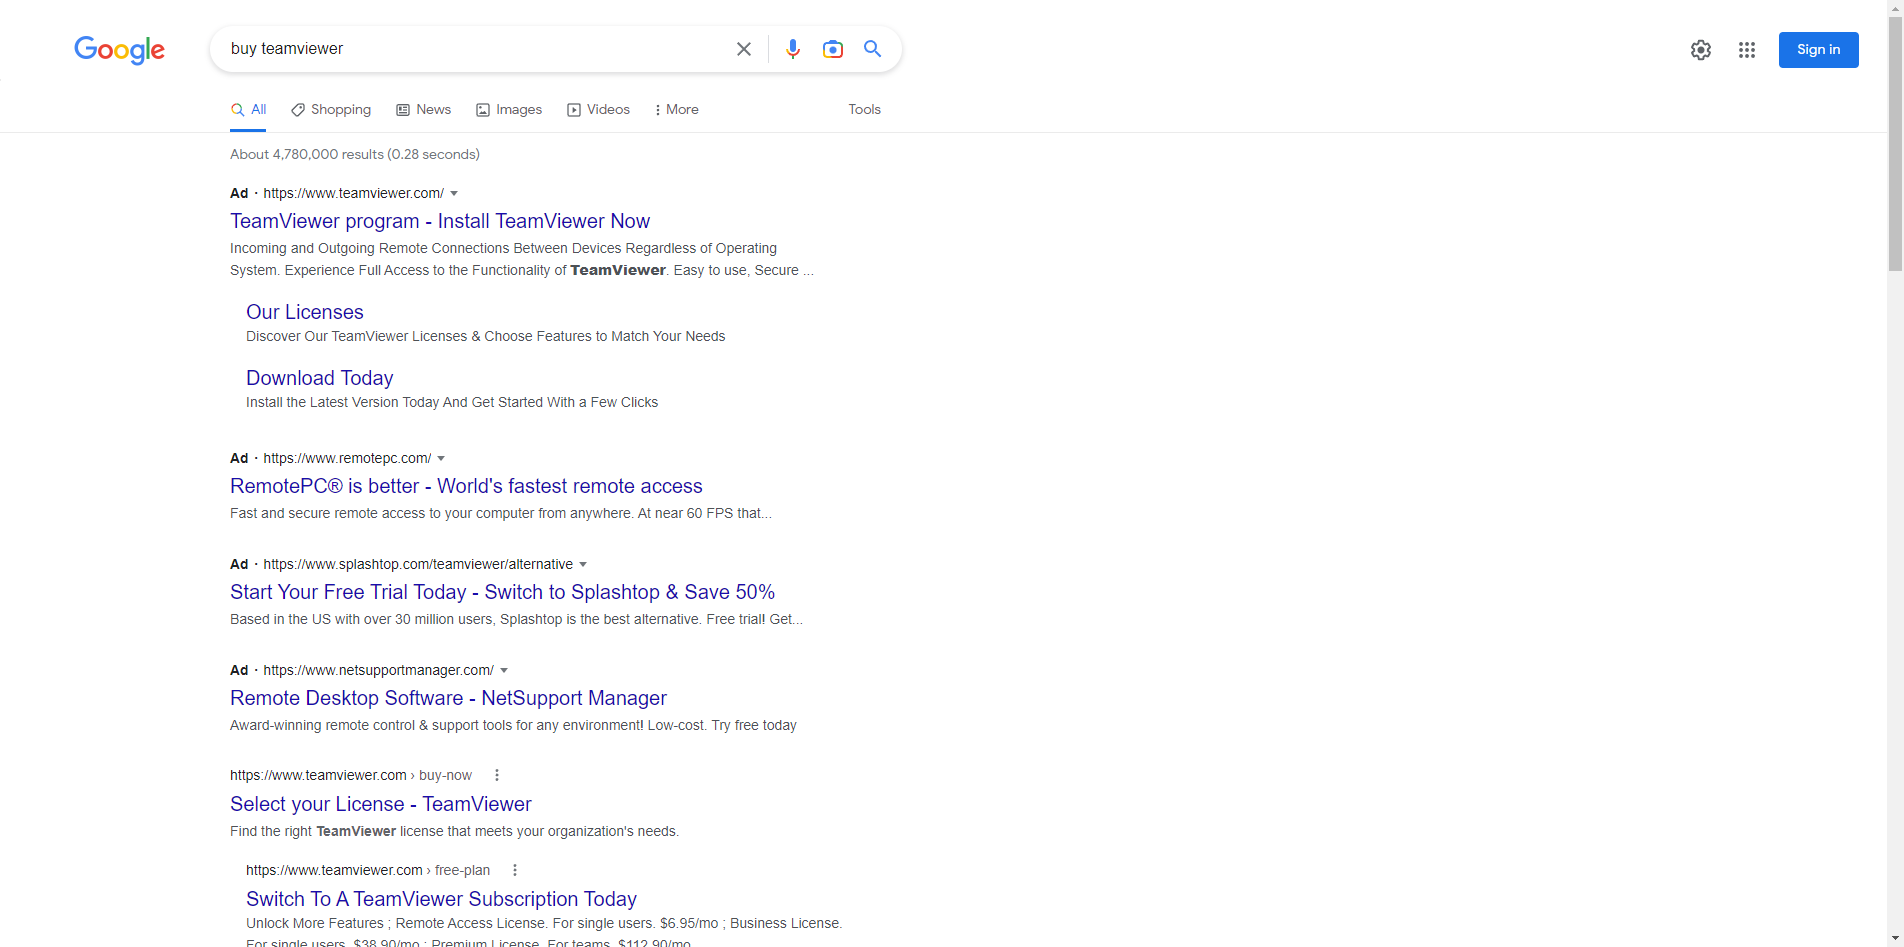 Google
buy teamviewer
Sign in
All
Shopping
News
Images
Videos
More
Tools
About 4,780,000 results (0.28 seconds)
Ad · https://www.teamviewer.com/
TeamViewer program - Install TeamViewer Now
Incoming and Outgoing Remote Connections Between Devices Regardless of Operating
System. Experience Full Access to the Functionality of TeamViewer. Easy to use, Secure ...
Our Licenses
Discover Our TeamViewer Licenses & Choose Features to Match Your Needs
Download Today
Install the Latest Version Today And Get Started With a Few Clicks
Ad · https://www.remotepc.com/
RemotePC® is better - World's fastest remote access
Fast and secure remote access to your computer from anywhere. At near 60 FPS that...
Ad · https://www.splashtop.com/teamviewer/alternative
Start Your Free Trial Today - Switch to Splashtop & Save 50%
Based in the US with over 30 million users, Splashtop is the best alternative. Free trial! Get...
Ad · https://www.netsupportmanager.com/
Remote Desktop Software - NetSupport Manager
Award-winning remote control & support tools for any environment! Low-cost. Try free today
https://www.teamviewer.com › buy-now
Select your License - TeamViewer
Find the right TeamViewer license that meets your organization's needs.
https://www.teamviewer.com › free-plan
Switch To A TeamViewer Subscription Today
Unlock More Features ; Remote Access License. For single users. $6.95/mo ; Business License.
For single users. $38.90/mo ; Premium License. For teams. $112.90/mo